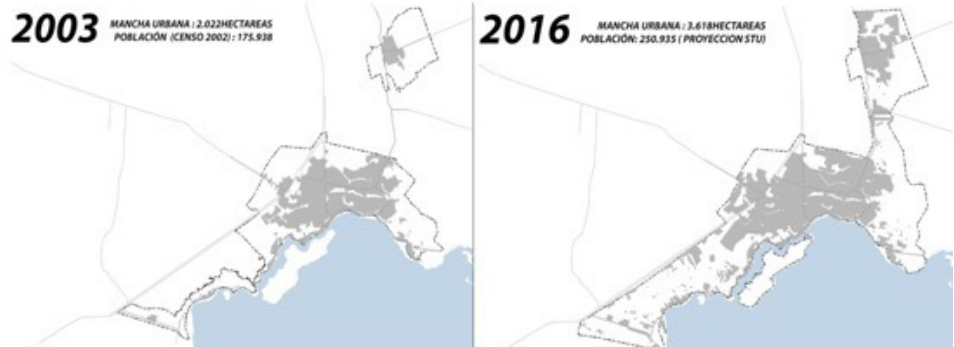 2003
MANCHA URBANA : 2.022HECTAREAS
POBLACIÓN (CENSO 2002) : 175.938
2016
MANCHA URBANA : 3.618HECTAREAS
POBLACIÓN: 250.935 ( PROYECCION STU)